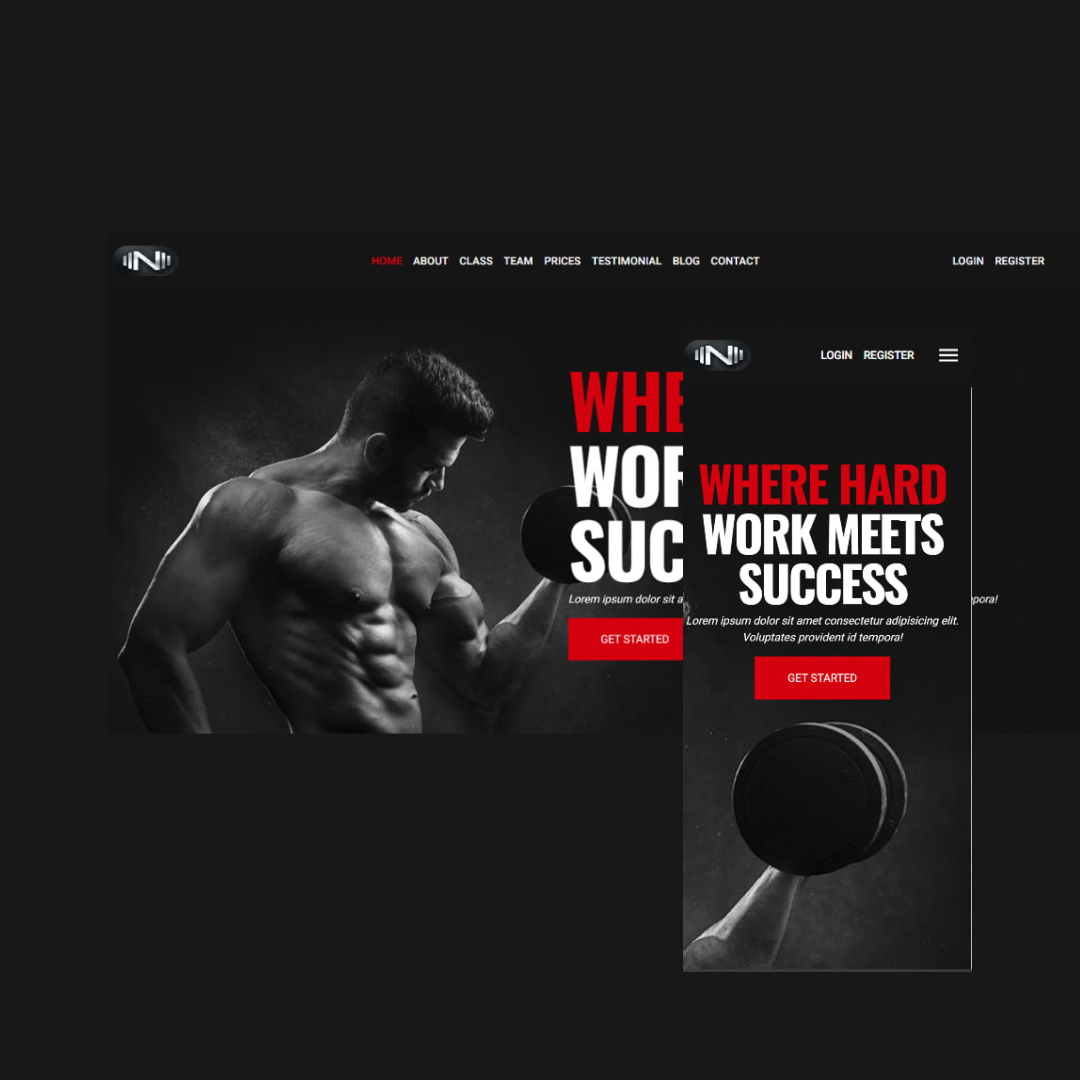 N
HOME ABOUT CLASS TEAM PRICES TESTIMONIAL BLOG CONTACT
LOGIN REGISTER
WHE
WOR
SUC
Lorem ipsum dolor sit a
pora!
GET STARTED
N
LOGIN REGISTER
WHERE HARD
WORK MEETS
SUCCESS
Lorem ipsum dolor sit amet consectetur adipisicing elit.
Voluptates provident id tempora!
GET STARTED